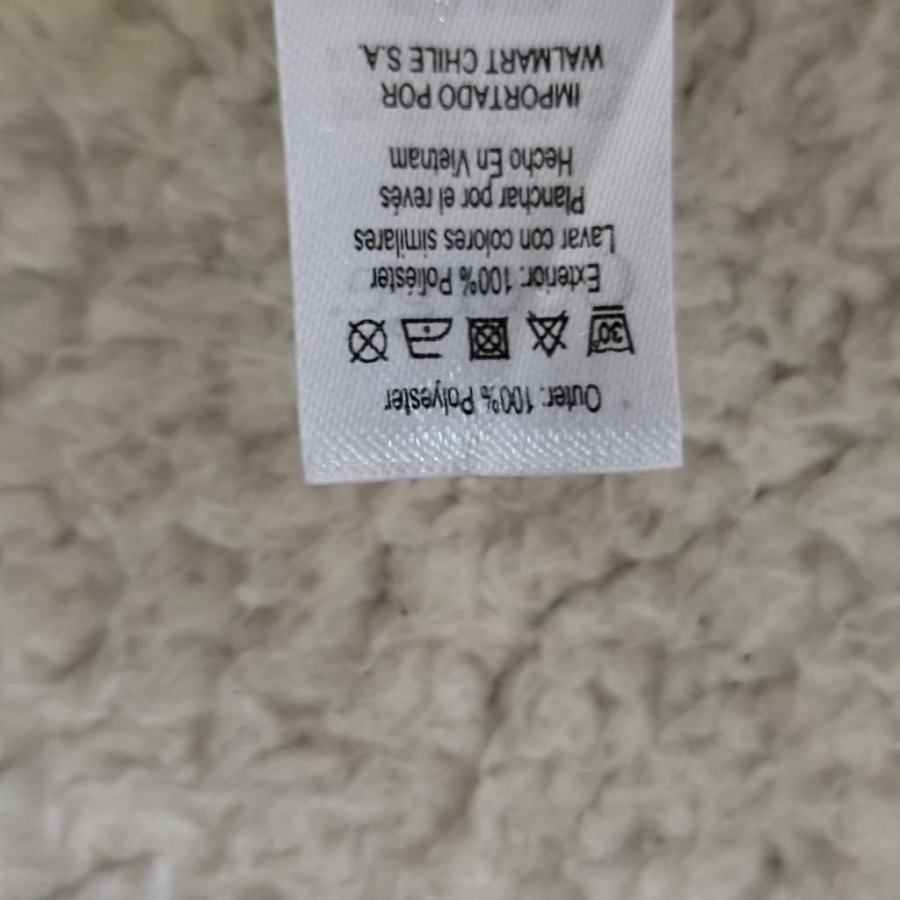 Outer: 100% Polyester
30°
Exterior: 100% Poliéster
Lavar con colores similares
Planchar por el revés
Hecho En Vietnam
IMPORTADO POR
WALMART CHILE S.A.